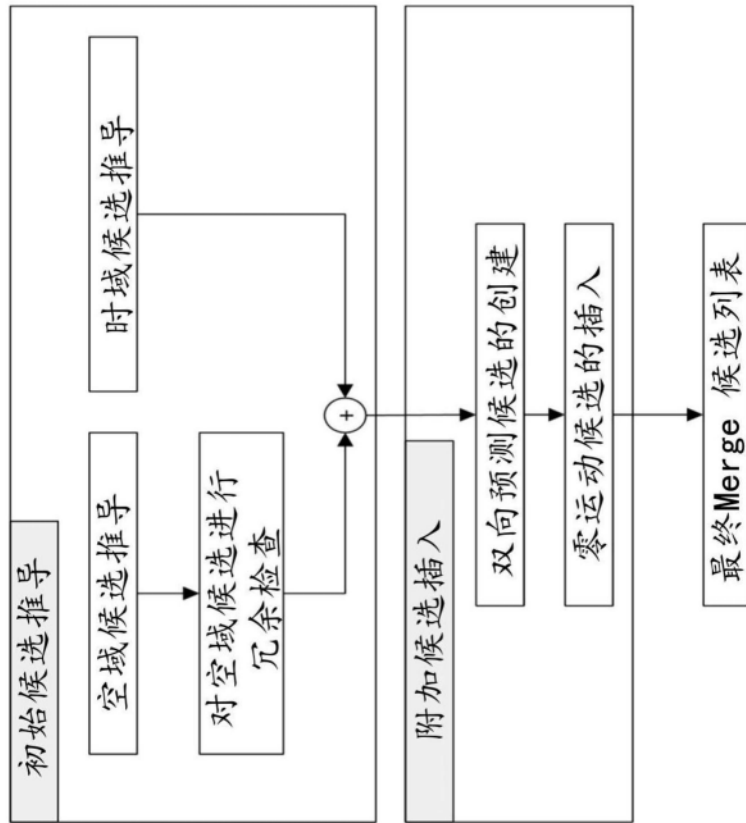 初始候选推导
空域候选推导
时域候选推导
对空域候选进行
冗余检查
+
附加候选插入
双向预测候选的创建
零运动候选的插入
最终Merge 候选列表